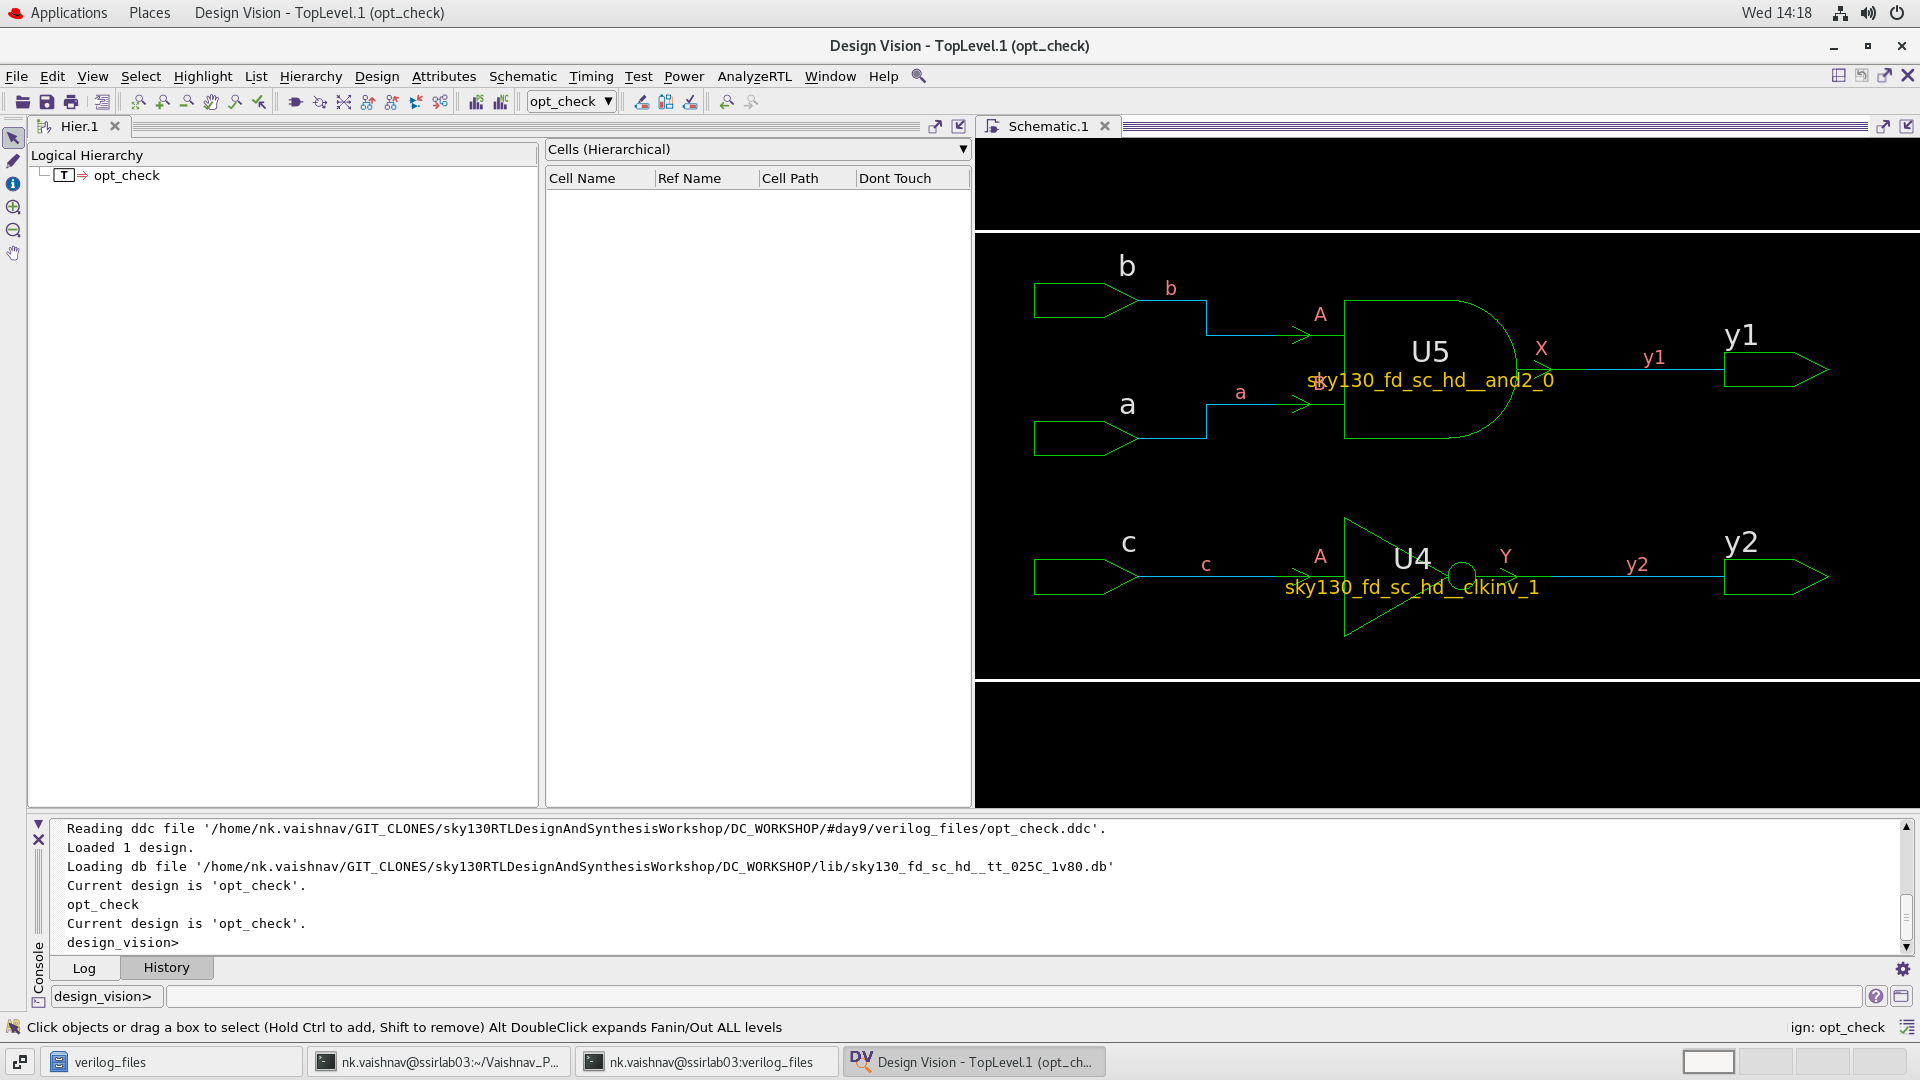 Applications Places Design Vision - TopLevel.1 (opt_check) Wed 14:18
Design Vision - TopLevel.1 (opt_check)
File Edit View Select Highlight List Hierarchy Design Attributes Schematic Timing Test Power AnalyzeRTL Window Help
opt_check
Hier.1
Schematic.1
Logical Hierarchy
T opt_check
Cells (Hierarchical)
Cell Name Ref Name Cell Path Dont Touch
b
b
A
U5
X
y1
y1
sky130_fd_sc_hd__and2_0
B
a
a
c
c
A
U4
Y
y2
y2
sky130_fd_sc_hd__clkinv_1
Reading ddc file '/home/nk.vaishnav/GIT_CLONES/sky130RTLDesignAndSynthesisWorkshop/DC_WORKSHOP/#day9/verilog_files/opt_check.ddc'.
Loaded 1 design.
Loading db file '/home/nk.vaishnav/GIT_CLONES/sky130RTLDesignAndSynthesisWorkshop/DC_WORKSHOP/lib/sky130_fd_sc_hd__tt_025C_1v80.db'
Current design is 'opt_check'.
opt_check
Current design is 'opt_check'.
design_vision>
Console
Log History
design_vision>
Click objects or drag a box to select (Hold Ctrl to add, Shift to remove) Alt DoubleClick expands Fanin/Out ALL levels
ign: opt_check
verilog_files
nk.vaishnav@ssirlab03:~/Vaishnav_P...
nk.vaishnav@ssirlab03:verilog_files
DV Design Vision - TopLevel.1 (opt_ch...